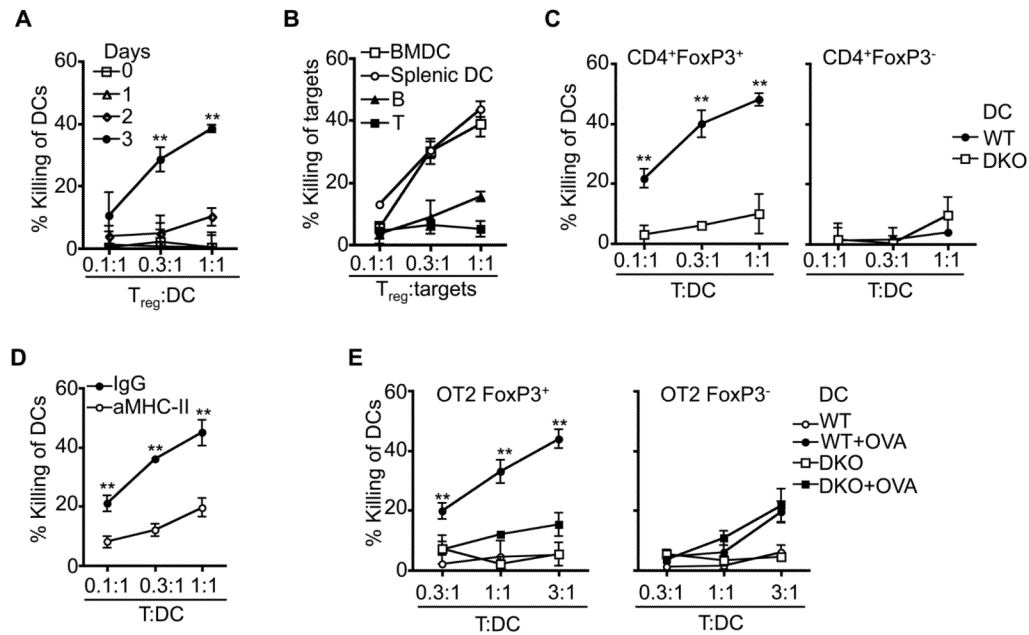 A
Days
0
1
2
3
% Killing of DCs
60
40
20
0
**
**
0.1:1 0.3:1 1:1
Treg:DC
B
BMDC
Splenic DC
B
T
% Killing of targets
60
40
20
0
0.1:1 0.3:1 1:1
Treg:targets
C
CD4+FoxP3+
CD4+FoxP3-
% Killing of DCs
60
40
20
0
**
**
**
DC
WT
DKO
0.1:1 0.3:1 1:1
0.1:1 0.3:1 1:1
T:DC
T:DC
D
IgG
aMHC-II
% Killing of DCs
60
40
20
0
**
**
**
0.1:1 0.3:1 1:1
T:DC
E
OT2 FoxP3+
OT2 FoxP3-
% Killing of DCs
60
40
20
0
**
**
**
DC
WT
WT+OVA
DKO
DKO+OVA
0.3:1 1:1 3:1
0.3:1 1:1 3:1
T:DC
T:DC